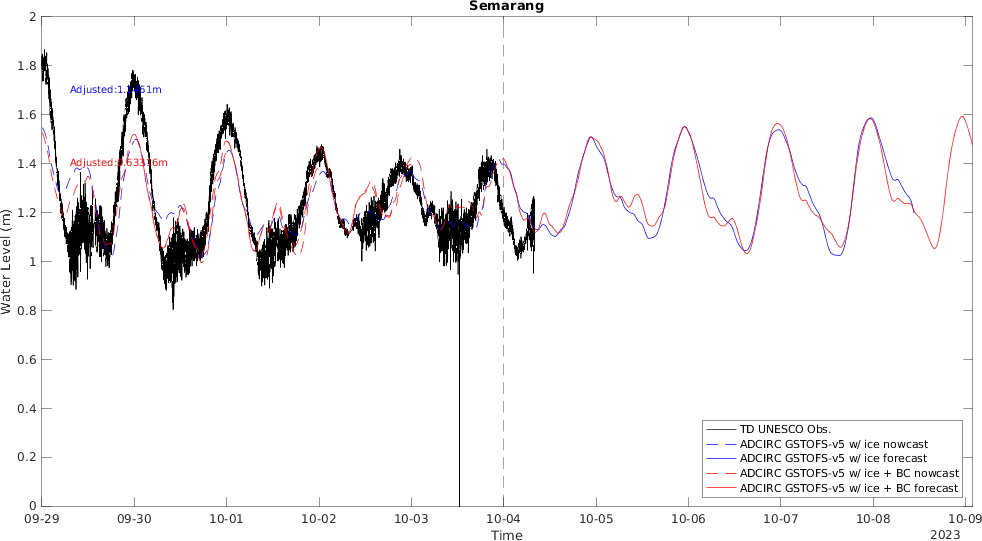 Semarang
2
1.8
1.6
1.4
1.2
1
0.8
0.6
0.4
0.2
0
Water Level (m)
Adjusted:
Adjusted:
09-29 09-30 10-01 10-02 10-03 10-04 10-05 10-06 10-07 10-08 10-09
Time
2023
TD UNESCO Obs.
ADCIRC GSTOFS-v5 w/ ice nowcast
ADCIRC GSTOFS-v5 w/ ice forecast
ADCIRC GSTOFS-v5 w/ ice + BC nowcast
ADCIRC GSTOFS-v5 w/ ice + BC forecast